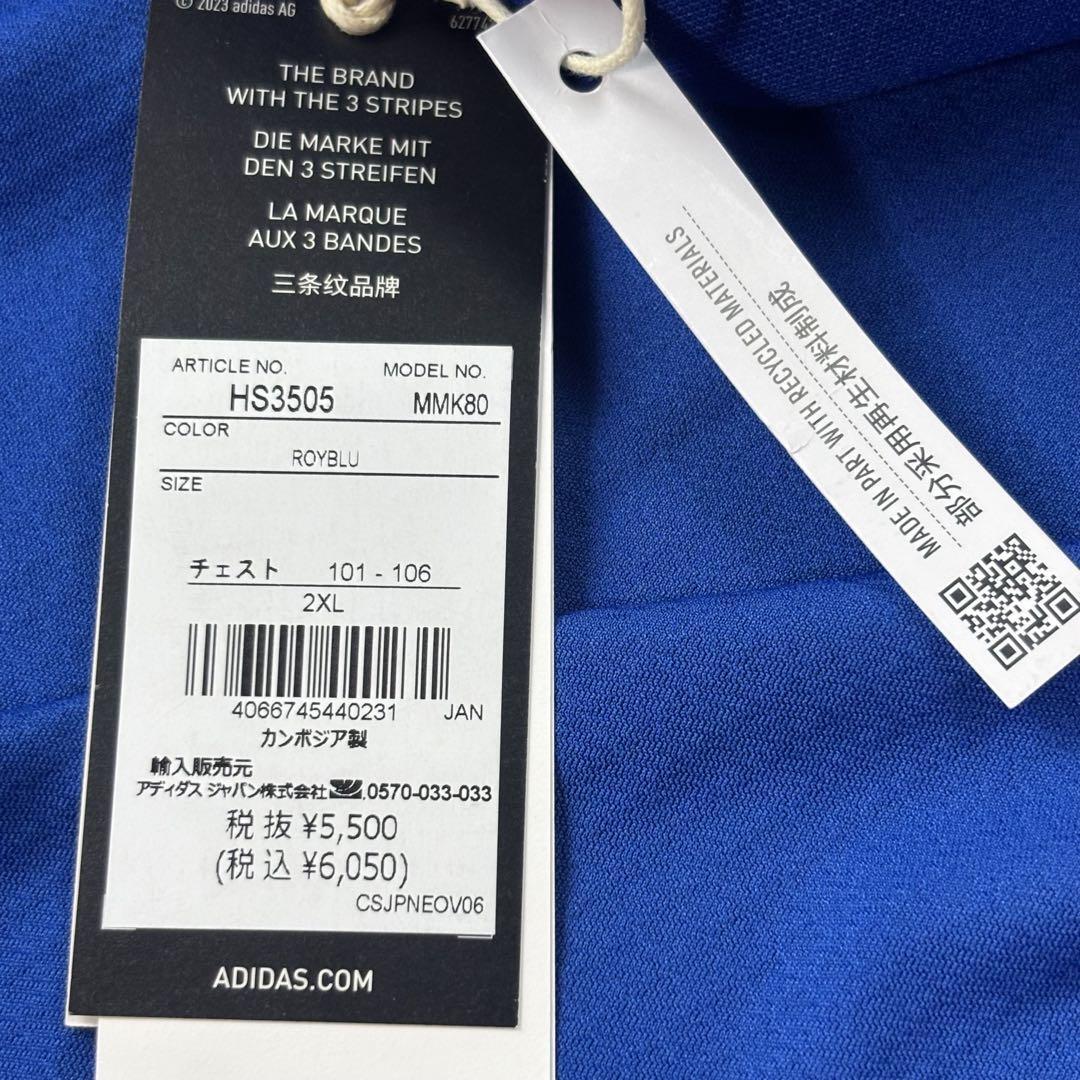 © 2023 adidas AG
THE BRAND
WITH THE 3 STRIPES
DIE MARKE MIT
DEN 3 STREIFEN
LA MARQUE
AUX 3 BANDES
三条纹品牌
ARTICLE NO.
MODEL NO.
HS3505
MMK80
COLOR
ROYBLU
SIZE
チェスト 101 - 106
2XL
4066745440231 JAN
カンボジア製
輸入販売元
アディダス ジャパン株式会社 .0570-033-033
税抜 ¥5,500
(税込 ¥6,050)
CSJPNEOV06
ADIDAS.COM
MADE IN PART WITH RECYCLED MATERIALS
部分采用再生水材料制成